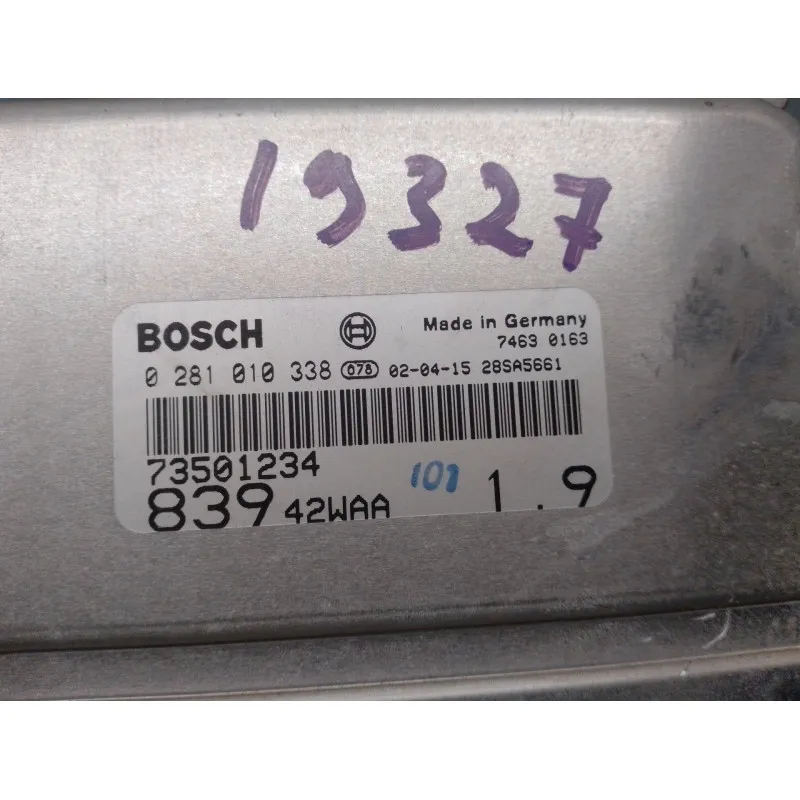 19327
BOSCH Made in Germany
7463 0163
0 281 010 338 078 02-04-15 28SA5661
73501234
839 42WAA 101 1.9